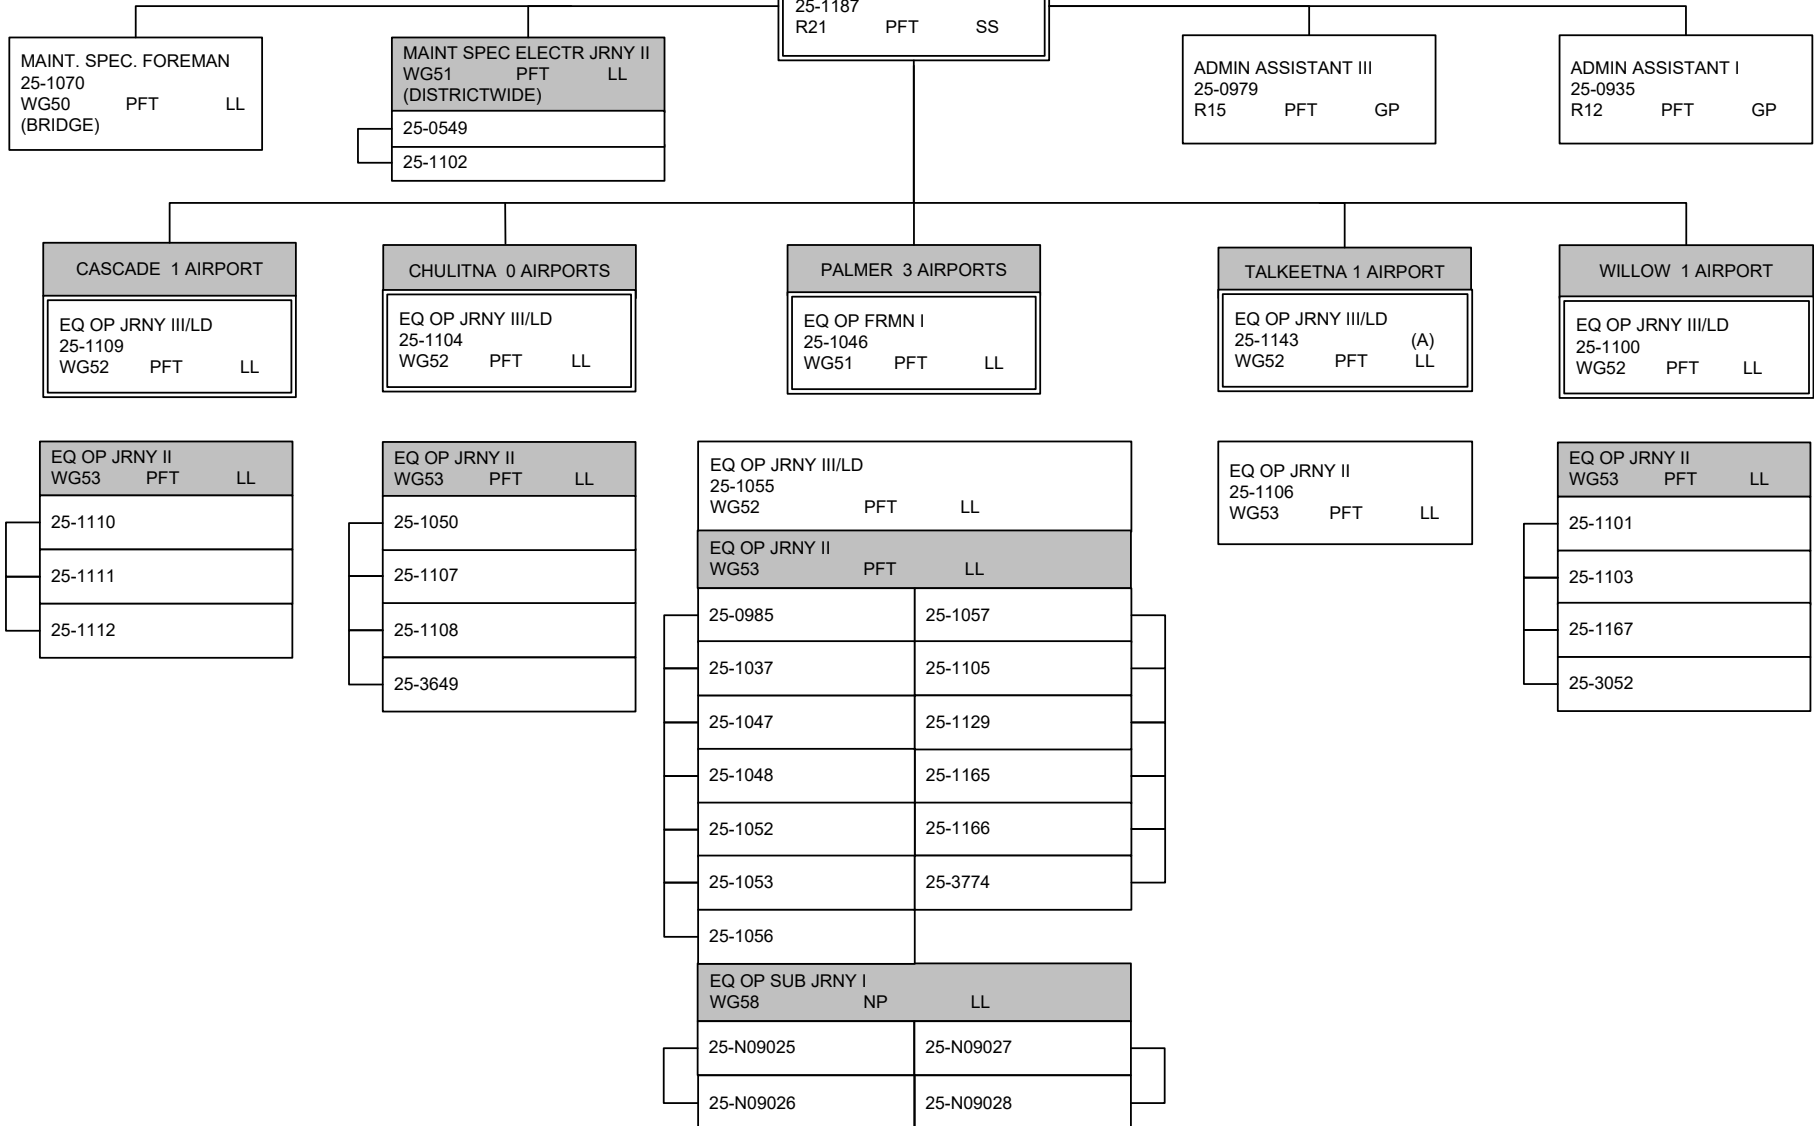 25-1187
R21 PFT SS
MAINT. SPEC. FOREMAN
25-1070
WG50 PFT LL
(BRIDGE)
MAINT SPEC ELECTR JRNY II
WG51 PFT LL
(DISTRICTWIDE)
25-0549
25-1102
ADMIN ASSISTANT III
25-0979
R15 PFT GP
ADMIN ASSISTANT I
25-0935
R12 PFT GP
CASCADE 1 AIRPORT
EQ OP JRNY III/LD
25-1109
WG52 PFT LL
EQ OP JRNY II
WG53 PFT LL
25-1110
25-1111
25-1112
CHULITNA 0 AIRPORTS
EQ OP JRNY III/LD
25-1104
WG52 PFT LL
EQ OP JRNY II
WG53 PFT LL
25-1050
25-1107
25-1108
25-3649
PALMER 3 AIRPORTS
EQ OP FRMN I
25-1046
WG51 PFT LL
EQ OP JRNY III/LD
25-1055
WG52 PFT LL
EQ OP JRNY II
WG53 PFT LL
25-0985 25-1057
25-1037 25-1105
25-1047 25-1129
25-1048 25-1165
25-1052 25-1166
25-1053 25-3774
25-1056
EQ OP SUB JRNY I
WG58 NP LL
25-N09025 25-N09027
25-N09026 25-N09028
TALKEETNA 1 AIRPORT
EQ OP JRNY III/LD
25-1143 (A)
WG52 PFT LL
EQ OP JRNY II
25-1106
WG53 PFT LL
WILLOW 1 AIRPORT
EQ OP JRNY III/LD
25-1100
WG52 PFT LL
EQ OP JRNY II
WG53 PFT LL
25-1101
25-1103
25-1167
25-3052